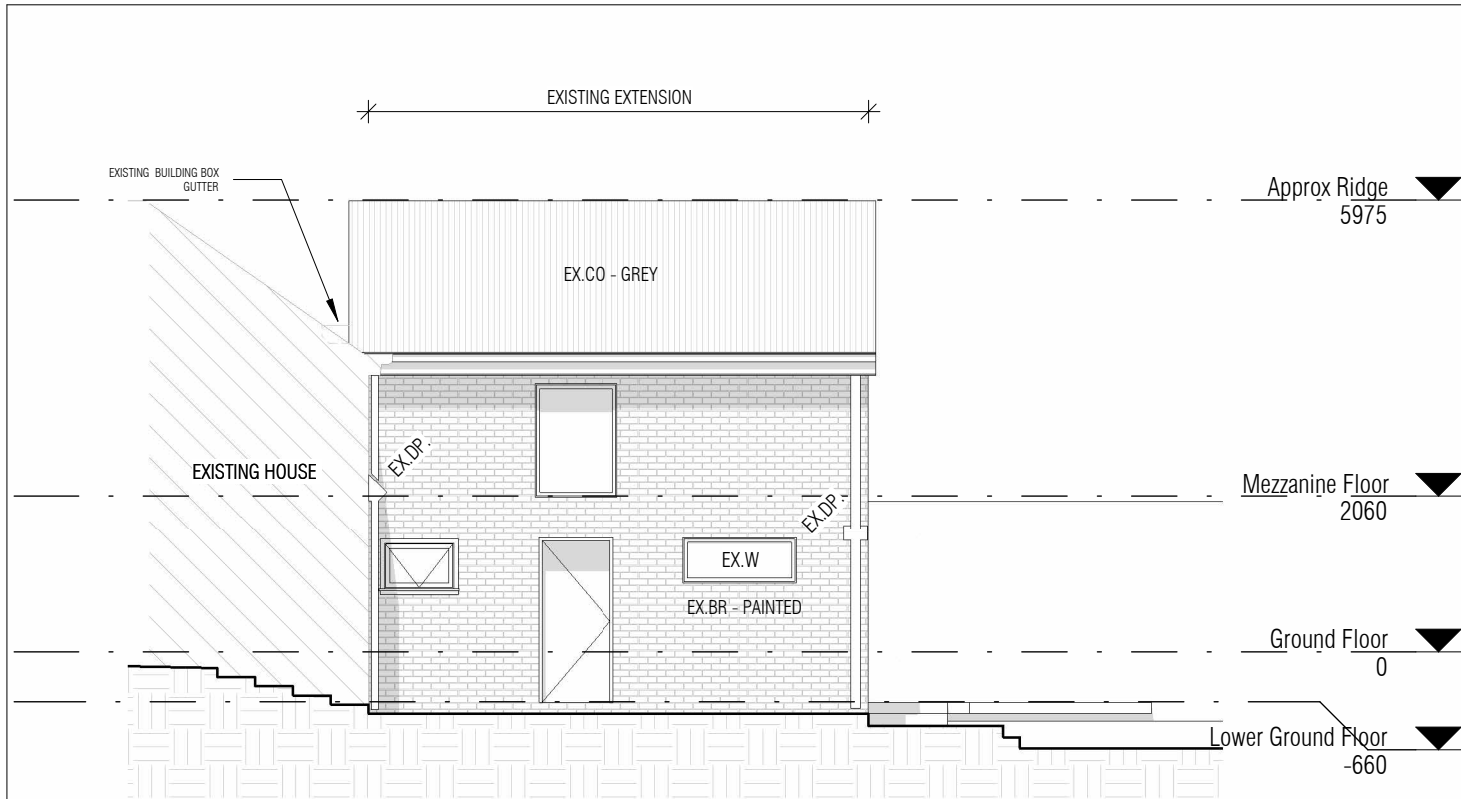 EXISTING EXTENSION
EXISTING BUILDING BOX
GUTTER
Approx Ridge
5975
EX.CO - GREY
EXISTING HOUSE
EX.DP.
EX.DP.
Mezzanine Floor
2060
EX.W
EX.BR - PAINTED
Ground Floor
0
Lower Ground Floor
-660